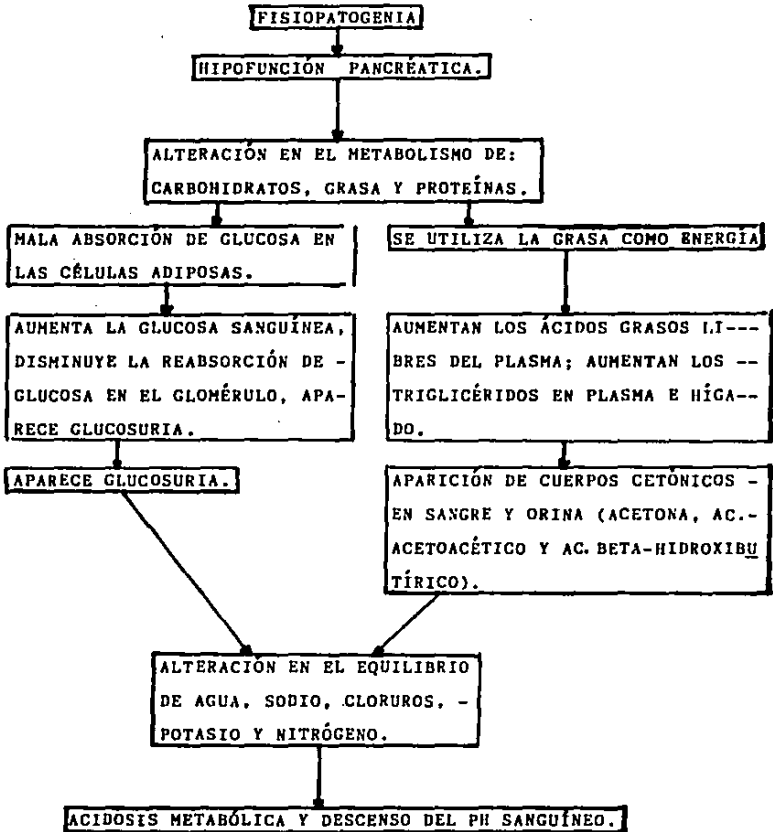 FISIOPATOGENIA
HIPOFUNCIÓN PANCRÉATICA.
ALTERACIÓN EN EL METABOLISMO DE:
CARBOHIDRATOS, GRASA Y PROTEÍNAS.
MALA ABSORCIÓN DE GLUCOSA EN
LAS CÉLULAS ADIPOSAS.
AUMENTA LA GLUCOSA SANGUÍNEA,
DISMINUYE LA REABSORCIÓN DE -
GLUCOSA EN EL GLOMÉRULO, APA-
RECE GLUCOSURIA.
APARECE GLUCOSURIA.
SE UTILIZA LA GRASA COMO ENERGÍA
AUMENTAN LOS ÁCIDOS GRASOS LI---
BRES DEL PLASMA; AUMENTAN LOS --
TRIGLICÉRIDOS EN PLASMA E HÍGA--
DO.
APARICIÓN DE CUERPOS CETÓNICOS -
EN SANGRE Y ORINA (ACETONA, AC.-
ACETOACÉTICO Y AC. BETA-HIDROXIBU
TÍRICO).
ALTERACIÓN EN EL EQUILIBRIO
DE AGUA, SODIO, CLORUROS, -
POTASIO Y NITRÓGENO.
ACIDOSIS METABÓLICA Y DESCENSO DEL PH SANGUÍNEO.